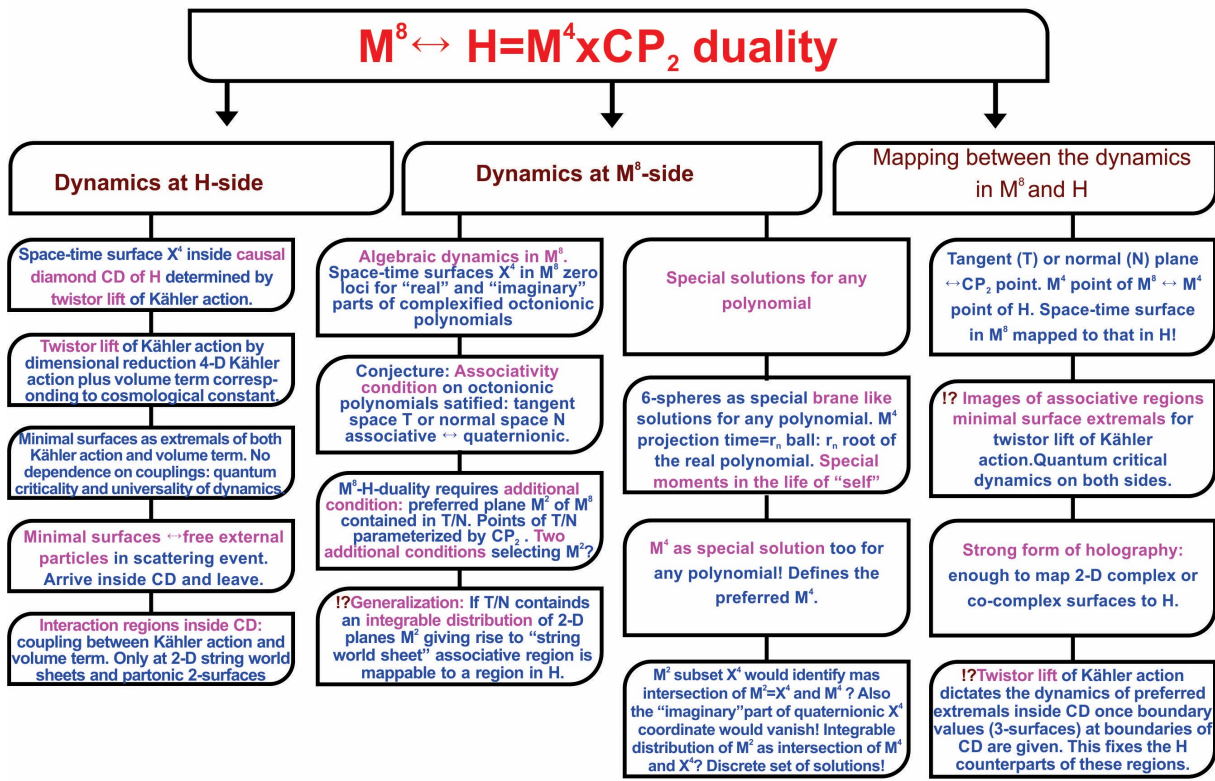 M⁸↔ H=M⁴xCP₂ duality
Dynamics at H-side
Space-time surface X⁴ inside causal
diamond CD of H determined by
twistor lift of Kähler action.
Twistor lift of Kähler action by
dimensional reduction 4-D Kähler
action plus volume term corresp-
onding to cosmological constant.
Minimal surfaces as extremals of both
Kähler action and volume term. No
dependence on couplings: quantum
criticality and universality of dynamics
Minimal surfaces ↔free external
particles in scattering event.
Arrive inside CD and leave.
Interaction regions inside CD:
coupling between Kähler action and
volume term. Only at 2-D string world
sheets and partonic 2-surfaces
Dynamics at M⁸-side
Algebraic dynamics in M⁸.
Space-time surfaces X⁴ in M⁸ zero
loci for “real” and “imaginary”
parts of complexified octonionic
polynomials
Conjecture: Associativity
condition on octonionic
polynomials satified: tangent
space T or normal space N
associative ↔ quaternionic.
M⁸-H-duality requires additional
condition: preferred plane M² of M⁸
contained in T/N. Points of T/N
parameterized by CP₂ . Two
additional conditions selecting M²?
!?Generalization: If T/N containds
an integrable distribution of 2-D
planes M² giving rise to “string
world sheet” associative region is
mappable to a region in H.
Special solutions for any
polynomial
6-spheres as special brane like
solutions for any polynomial. M⁴
projection time=rₙ ball: rₙ root of
the real polynomial. Special
moments in the life of “self”
M⁴ as special solution too for
any polynomial! Defines the
preferred M⁴.
M² subset X⁴ would identify mas
intersection of M²=X⁴ and M⁴ ? Also
the “imaginary”part of quaternionic X⁴
coordinate would vanish! Integrable
distribution of M² as intersection of M⁴
and X⁴? Discrete set of solutions!
Mapping between the dynamics
in M⁸ and H
Tangent (T) or normal (N) plane
↔CP₂ point. M⁴ point of M⁸ ↔ M⁴
point of H. Space-time surface
in M⁸ mapped to that in H!
!? Images of associative regions
minimal surface extremals for
twistor lift of Kähler
action.Quantum critical
dynamics on both sides.
Strong form of holography:
enough to map 2-D complex or
co-complex surfaces to H.
!?Twistor lift of Kähler action
dictates the dynamics of preferred
extremals inside CD once boundary
values (3-surfaces) at boundaries of
CD are given. This fixes the H
counterparts of these regions.